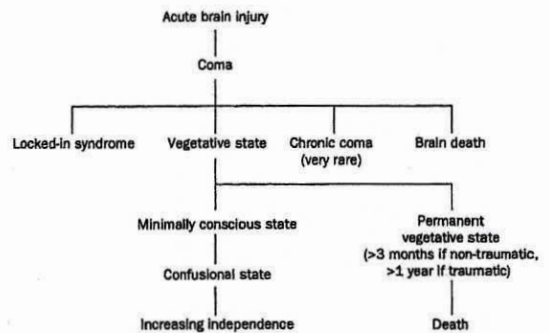 Acute brain injury
Coma
Locked-in syndrome
Vegetative state
Chronic coma
(very rare)
Brain death
Minimally conscious state
Permanent
vegetative state
(>3 months if non-traumatic,
>1 year if traumatic)
Confusional state
Increasing independence
Death